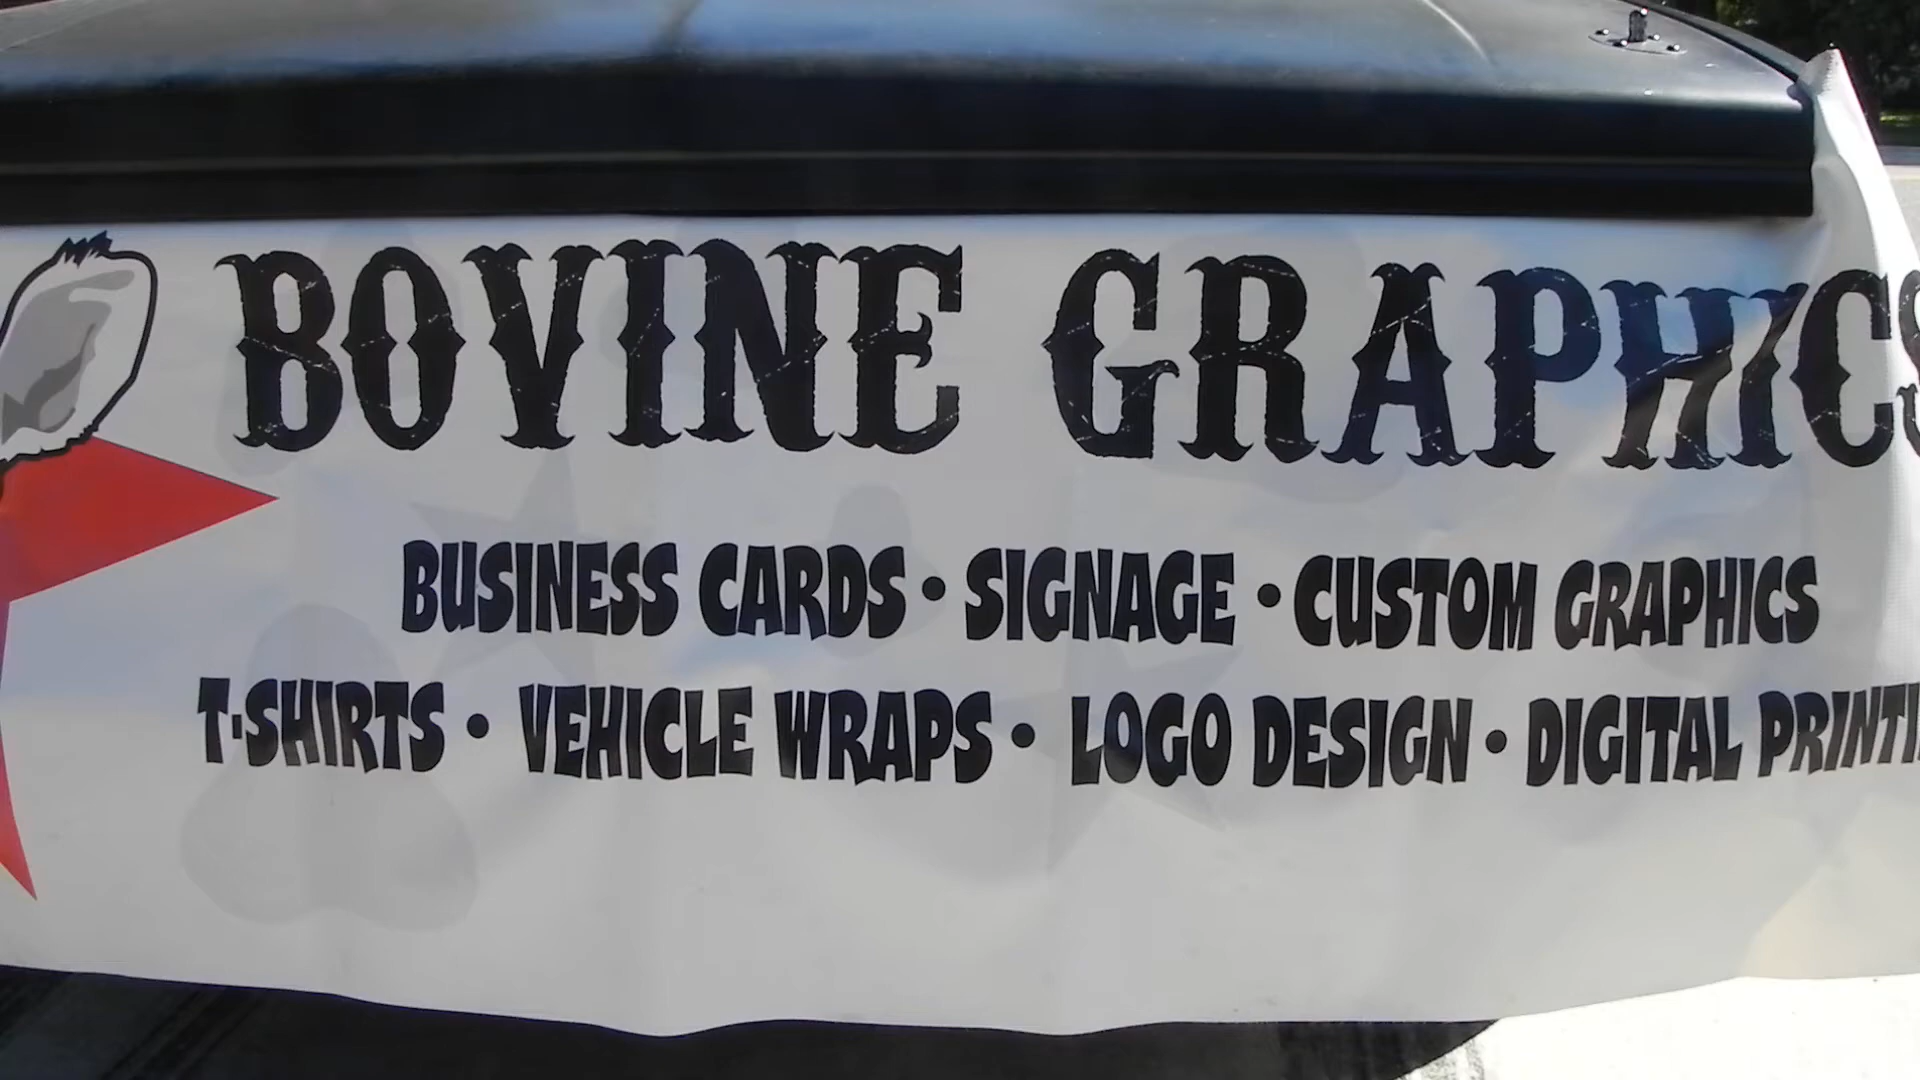 BOVINE GRAPHICS
BUSINESS CARDS • SIGNAGE • CUSTOM GRAPHICS
T-SHIRTS • VEHICLE WRAPS • LOGO DESIGN • DIGITAL